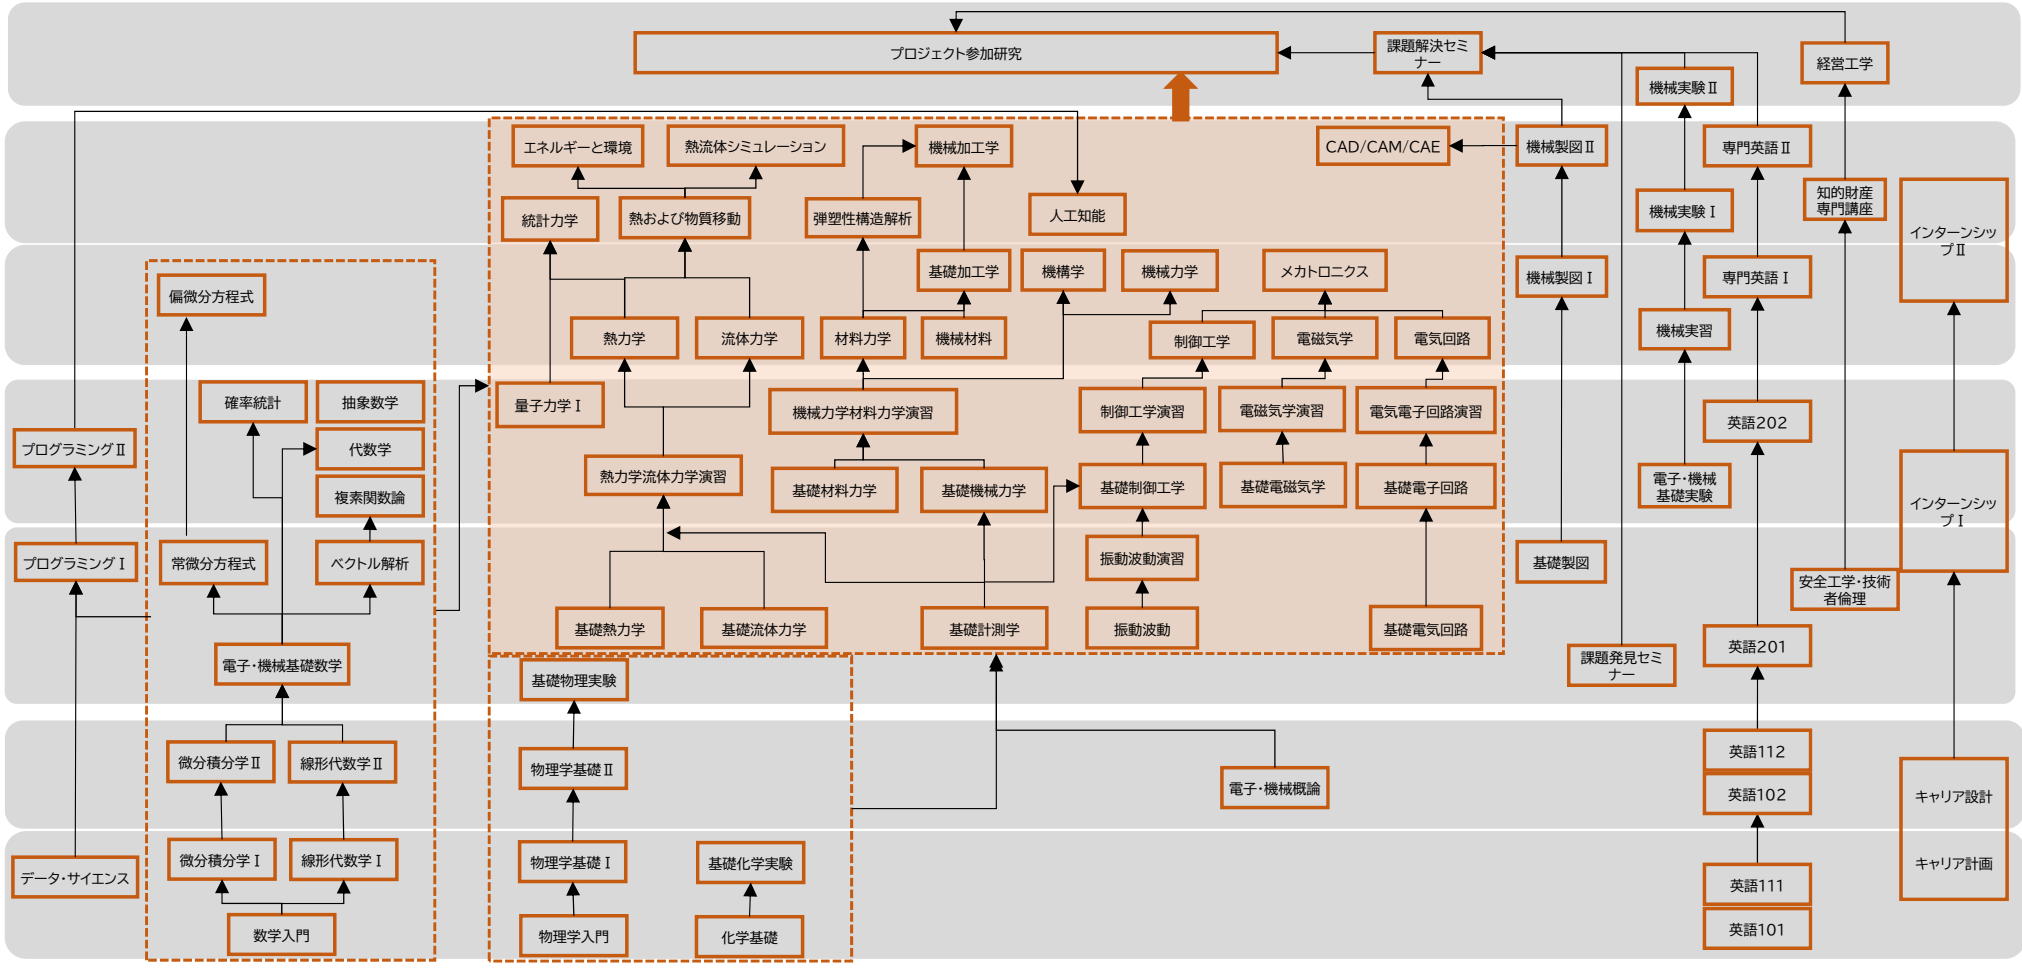 プロジェクト参加研究
課題解決セミ
ナー
経営工学
機械実験Ⅱ
エネルギーと環境
熱流体シミュレーション
機械加工学
CAD/CAM/CAE
機械製図Ⅱ
専門英語Ⅱ
統計力学
熱および物質移動
弾塑性構造解析
人工知能
機械実験Ⅰ
知的財産
専門講座
インターンシッ
プⅡ
偏微分方程式
基礎加工学
機構学
機械力学
メカトロニクス
機械製図Ⅰ
専門英語Ⅰ
熱力学
流体力学
材料力学
機械材料
制御工学
電磁気学
電気回路
機械実習
確率統計
抽象数学
量子力学Ⅰ
機械力学材料力学演習
制御工学演習
電磁気学演習
電気電子回路演習
英語202
プログラミングⅡ
代数学
熱力学流体力学演習
基礎材料力学
基礎機械力学
基礎制御工学
基礎電磁気学
基礎電子回路
電子・機械
基礎実験
複素関数論
インターンシッ
プⅠ
プログラミングⅠ
常微分方程式
ベクトル解析
振動波動演習
基礎製図
安全工学・技術
者倫理
基礎熱力学
基礎流体力学
基礎計測学
振動波動
基礎電気回路
英語201
電子・機械基礎数学
課題発見セミ
ナー
基礎物理実験
微分積分学Ⅱ
線形代数学Ⅱ
物理学基礎Ⅱ
電子・機械概論
英語112
英語102
キャリア設計
微分積分学Ⅰ
線形代数学Ⅰ
物理学基礎Ⅰ
基礎化学実験
キャリア計画
データ・サイエンス
英語111
数学入門
物理学入門
化学基礎
英語101